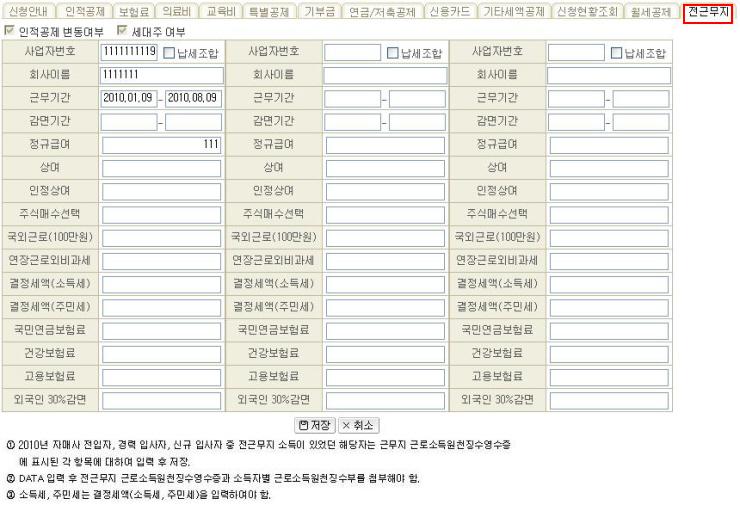 신청안내 인적공제 보험료 의료비 교육비 특별공제 기부금 연금/저축공제 신용카드 기타세액공제 신청현황조회 월세공제 전근무지
인적공제 변동여부 세대주 여부
사업자번호 1111111119 납세조합 사업자번호 납세조합 사업자번호 납세조합
회사이름 1111111 회사이름 회사이름
근무기간 2010.01.09 - 2010.08.09 근무기간 - 근무기간 -
감면기간 - 감면기간 - 감면기간 -
정규급여 111 정규급여 정규급여
상여 상여 상여
인정상여 인정상여 인정상여
주식매수선택 주식매수선택 주식매수선택
국외근로(100만원) 국외근로(100만원) 국외근로(100만원)
연장근로외비과세 연장근로외비과세 연장근로외비과세
결정세액(소득세) 결정세액(소득세) 결정세액(소득세)
결정세액(주민세) 결정세액(주민세) 결정세액(주민세)
국민연금보험료 국민연금보험료 국민연금보험료
건강보험료 건강보험료 건강보험료
고용보험료 고용보험료 고용보험료
외국인 30%감면 외국인 30%감면 외국인 30%감면
저장 취소
① 2010년 자매사 전입자, 경력 입사자, 신규 입사자 중 전근무지 소득이 있었던 해당자는 근무지 근로소득원천징수영수증
에 표시된 각 항목에 대하여 입력 후 저장.
② DATA 입력 후 전근무지 근로소득원천징수영수증과 소득자별 근로소득원천징수부를 첨부해야 함.
③ 소득세, 주민세는 결정세액(소득세, 주민세)을 입력하여야 함.